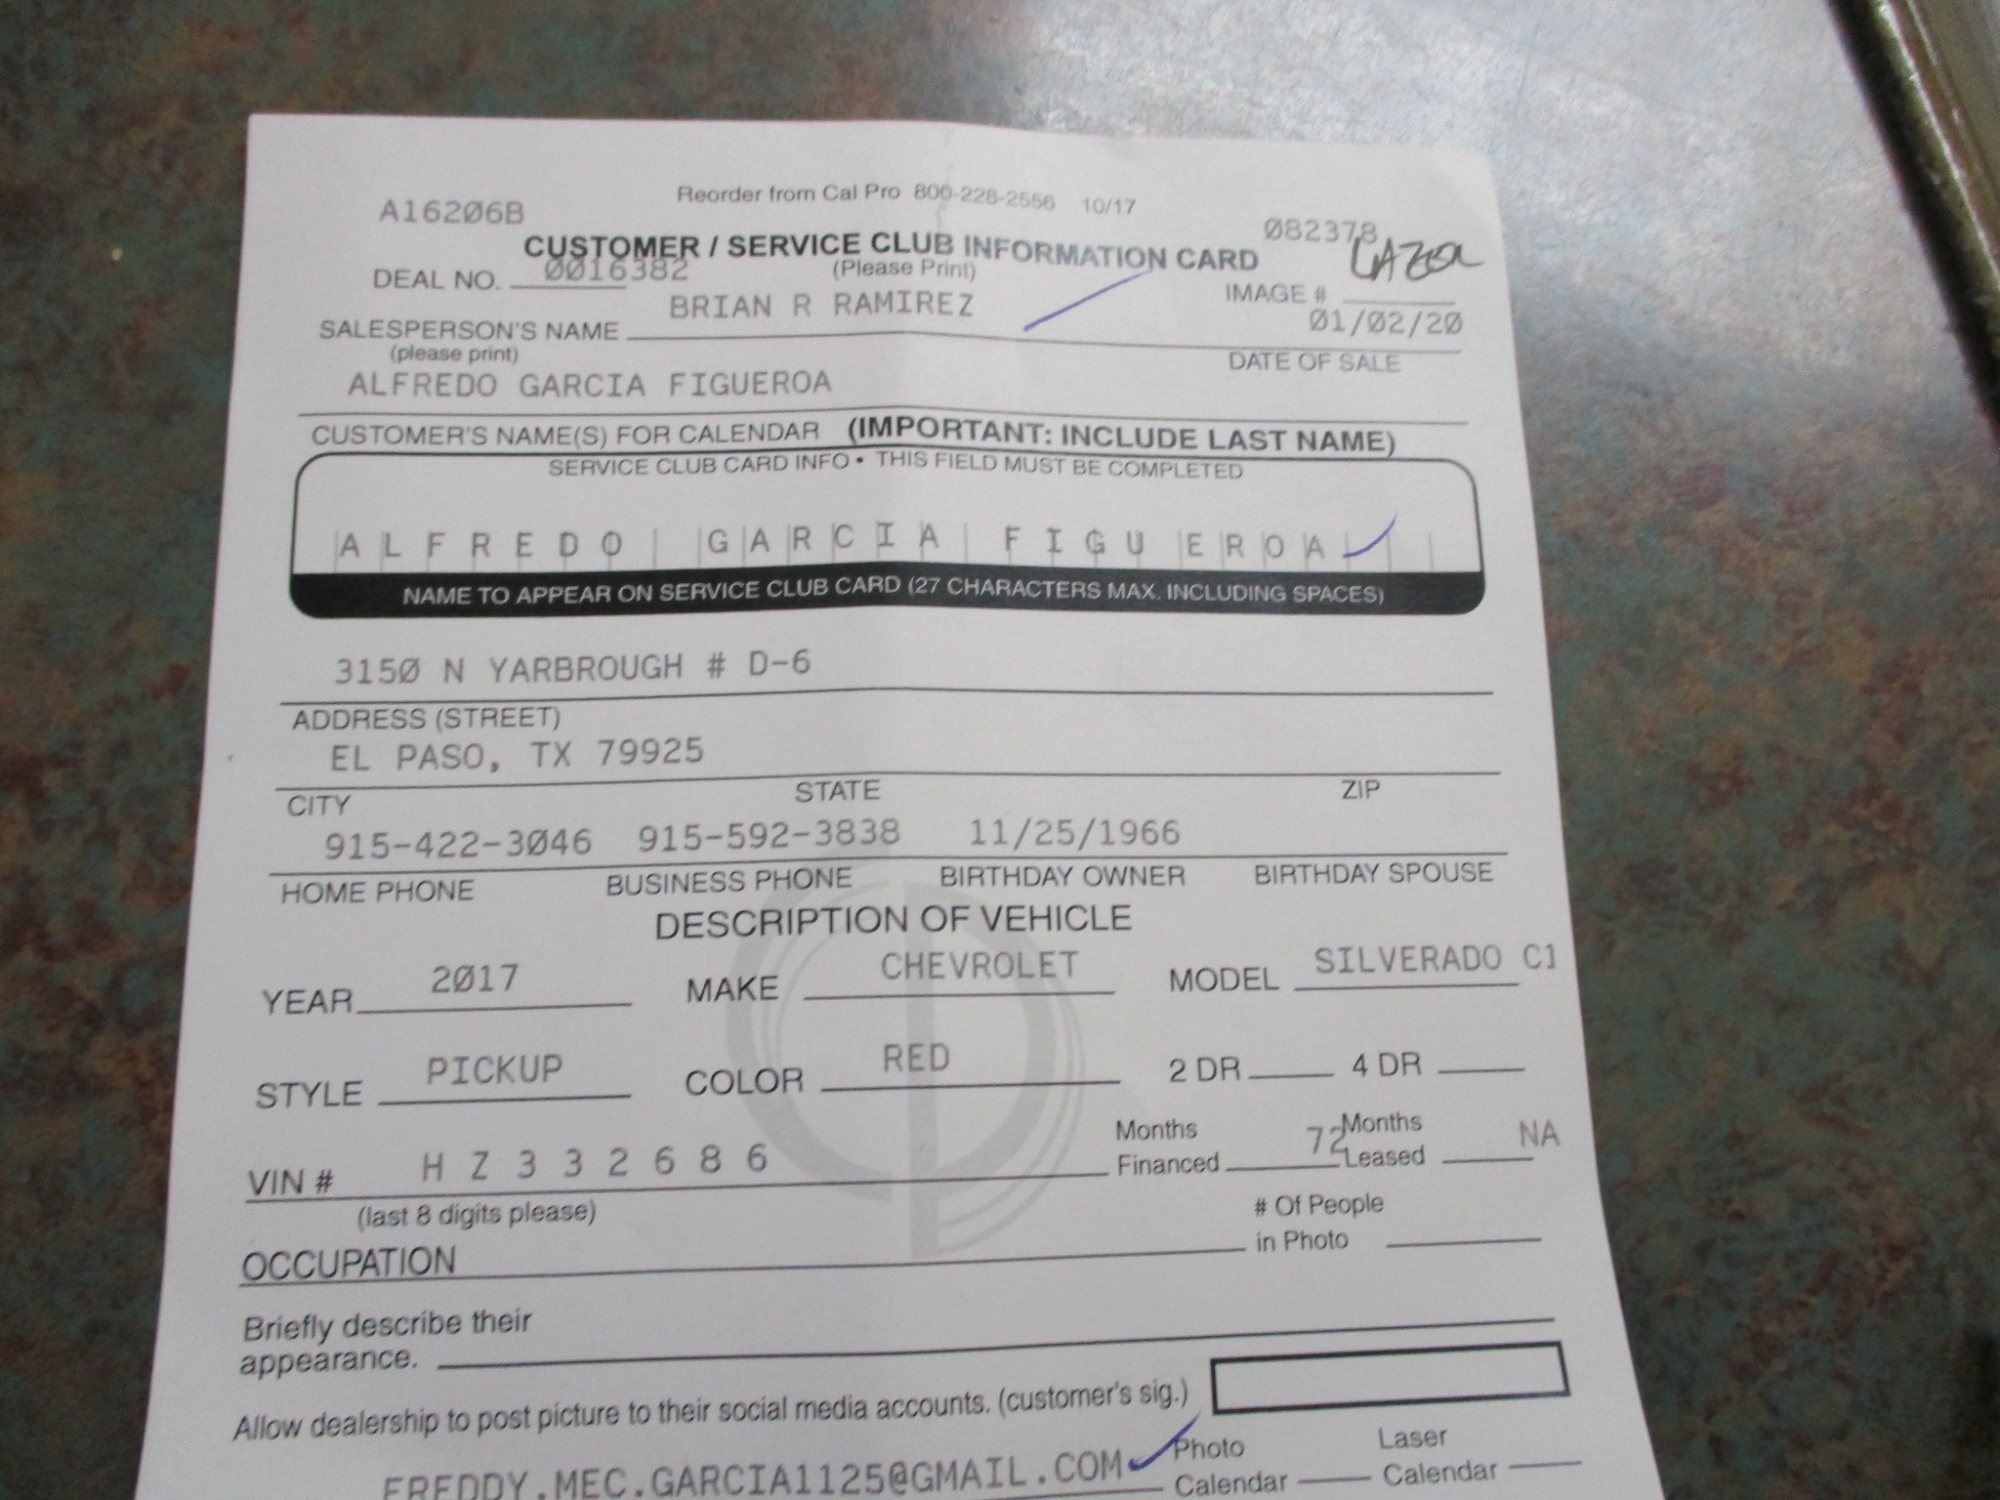 Reorder from Cal Pro 800-228-2556 10/17
A16206B
082378
CUSTOMER / SERVICE CLUB INFORMATION CARD
DEAL NO. 0016382 (Please Print)
IMAGE #
BRIAN R RAMIREZ
01/02/20
SALESPERSON'S NAME
(please print)
DATE OF SALE
ALFREDO GARCIA FIGUEROA
CUSTOMER'S NAME(S) FOR CALENDAR (IMPORTANT: INCLUDE LAST NAME)
SERVICE CLUB CARD INFO • THIS FIELD MUST BE COMPLETED
ALFREDO GARCIA FIGUEROA
NAME TO APPEAR ON SERVICE CLUB CARD (27 CHARACTERS MAX. INCLUDING SPACES)
3150 N YARBROUGH # D-6
ADDRESS (STREET)
EL PASO, TX 79925
CITY STATE ZIP
915-422-3046 915-592-3838 11/25/1966
HOME PHONE BUSINESS PHONE BIRTHDAY OWNER BIRTHDAY SPOUSE
DESCRIPTION OF VEHICLE
YEAR 2017 MAKE CHEVROLET MODEL SILVERADO C1
STYLE PICKUP COLOR RED 2 DR 4 DR
VIN # H Z 3 3 2 6 8 6 Months Financed 72 Months Leased NA
(last 8 digits please)
OCCUPATION # Of People in Photo
Briefly describe their
appearance.
Allow dealership to post picture to their social media accounts. (customer's sig.)
FREDDY.MEC.GARCIA1125@GMAIL.COM Photo Calendar Laser Calendar